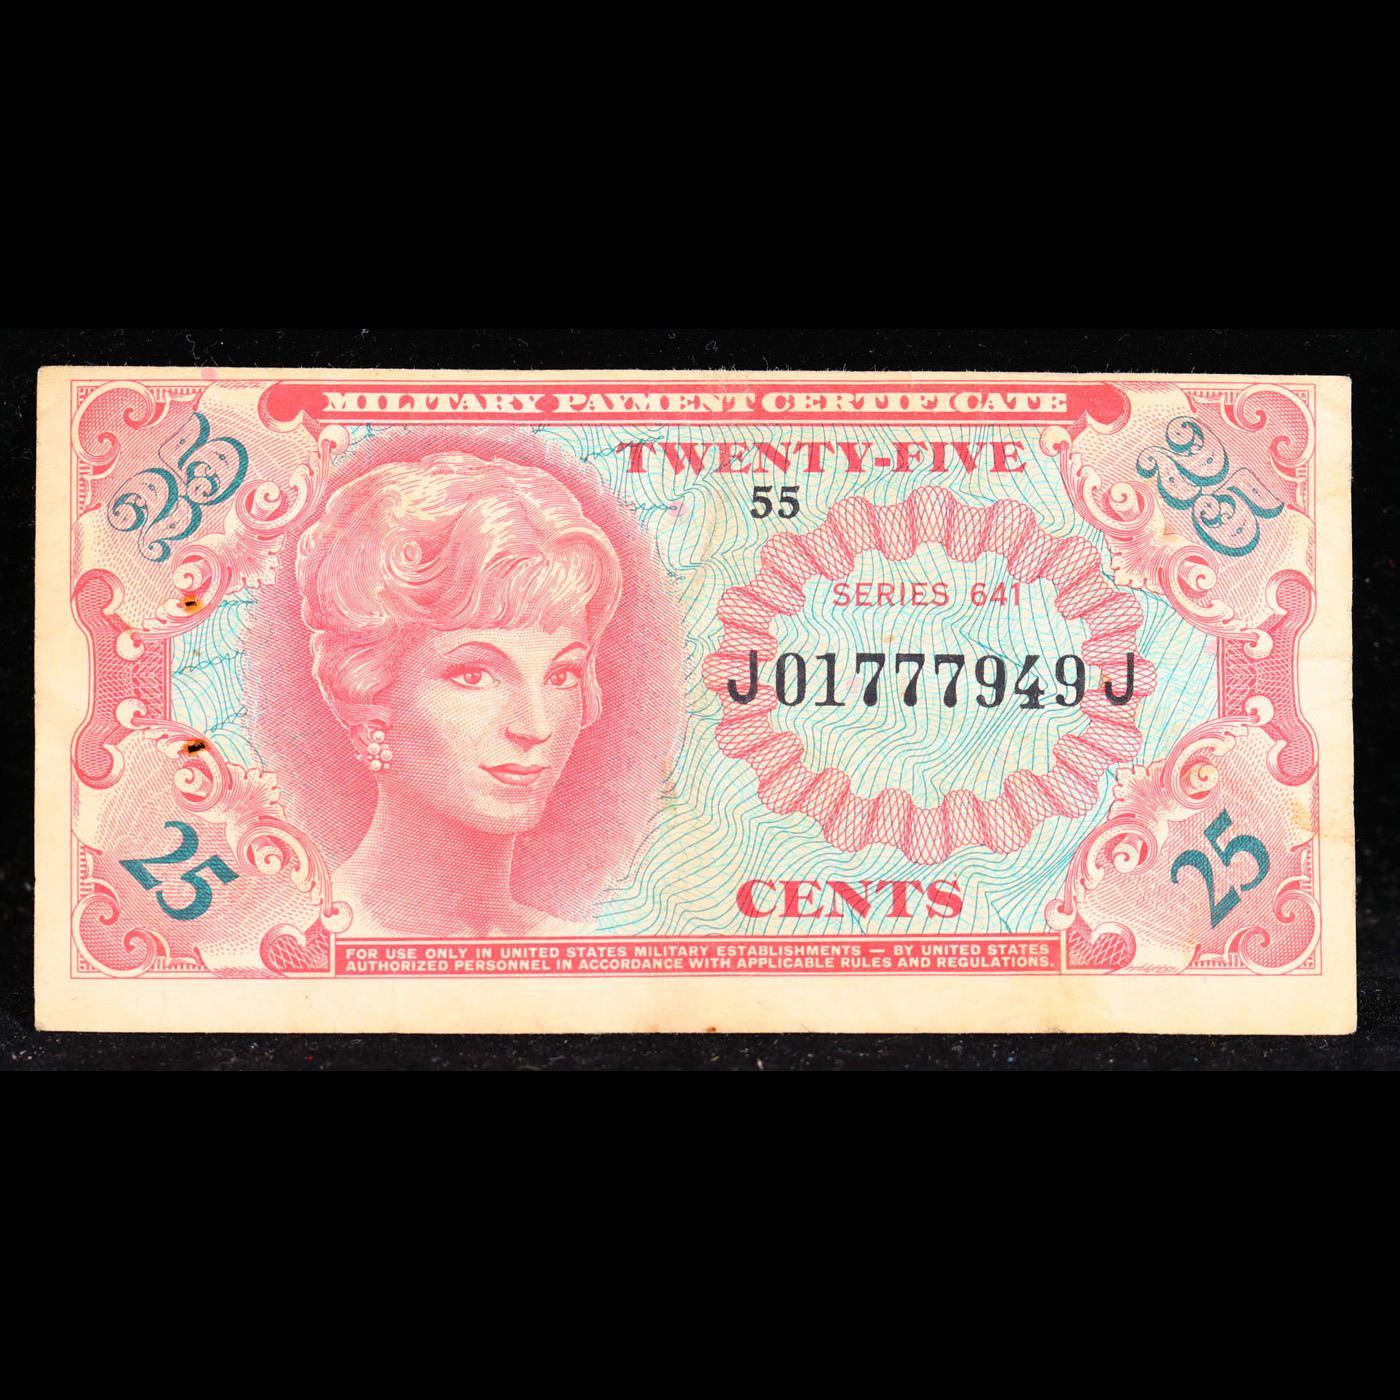 MILITARY PAYMENT CERTIFICATE
25
TWENTY-FIVE
25
55
SERIES 641
J01777949J
25
CENTS
25
FOR USE ONLY IN UNITED STATES MILITARY ESTABLISHMENTS — BY UNITED STATES
AUTHORIZED PERSONNEL IN ACCORDANCE WITH APPLICABLE RULES AND REGULATIONS.